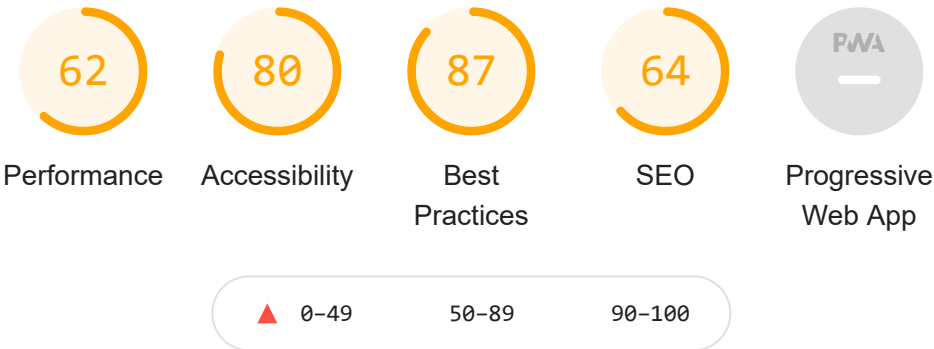 62 80 87 64 PWA
Performance Accessibility Best SEO Progressive
Practices Web App
0–49 50–89 90–100